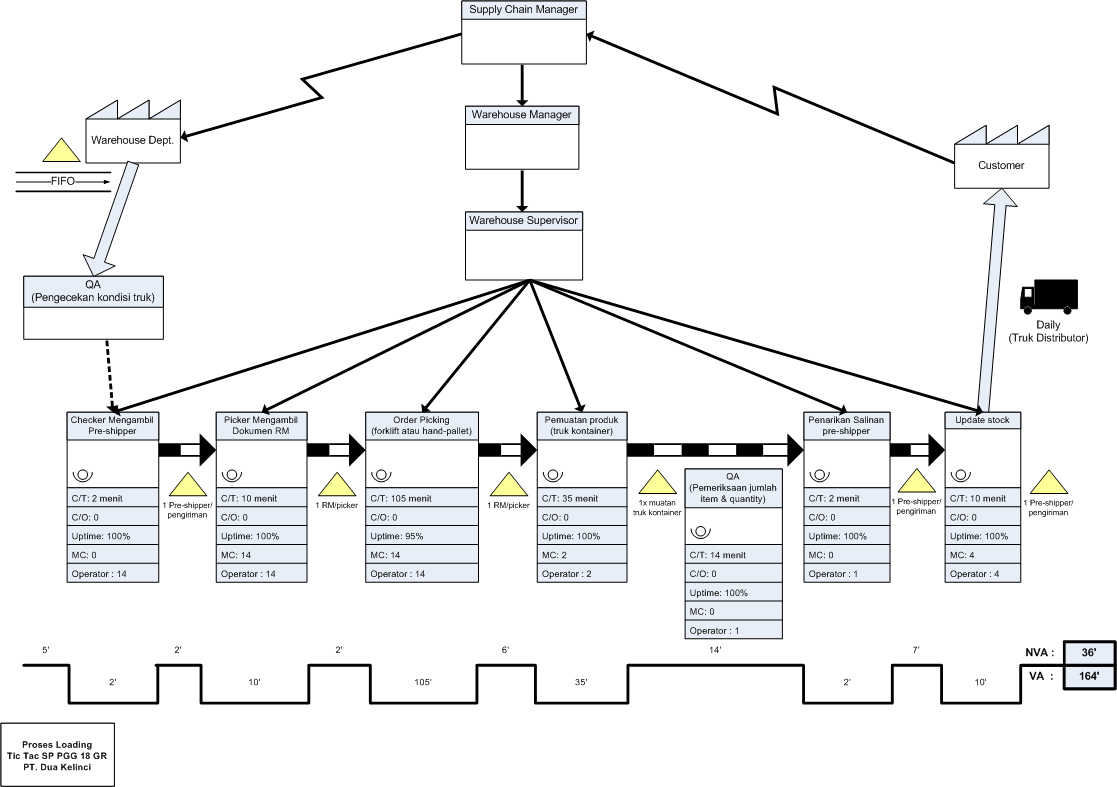 Supply Chain Manager
Warehouse Manager
Warehouse Dept.
FIFO
Customer
Warehouse Supervisor
QA
(Pengecekan kondisi truk)
Daily
(Truk Distributor)
Checker Mengambil
Pre-shipper
C/T: 2 menit
C/O: 0
Uptime: 100%
MC: 0
Operator : 14
1 Pre-shipper/
pengiriman
Picker Mengambil
Dokumen RM
C/T: 10 menit
C/O: 0
Uptime: 100%
MC: 14
Operator : 14
1 RM/picker
Order Picking
(forklift atau hand-pallet)
C/T: 105 menit
C/O: 0
Uptime: 95%
MC: 14
Operator : 14
1 RM/picker
Pemuatan produk
(truk kontainer)
C/T: 35 menit
C/O: 0
Uptime: 100%
MC: 2
Operator : 2
1x muatan
truk kontainer
QA
(Pemeriksaan jumlah
item & quantity)
C/T: 14 menit
C/O: 0
Uptime: 100%
MC: 0
Operator : 1
Penarikan Salinan
pre-shipper
C/T: 2 menit
C/O: 0
Uptime: 100%
MC: 0
Operator : 1
1 Pre-shipper/
pengiriman
Update stock
C/T: 10 menit
C/O: 0
Uptime: 100%
MC: 4
Operator : 4
1 Pre-shipper/
pengiriman
5' 2' 2' 6' 14' 7'
2' 10' 105' 35' 2' 10'
NVA : 36'
VA : 164'
Proses Loading
Tic Tac SP PGG 18 GR
PT. Dua Kelinci